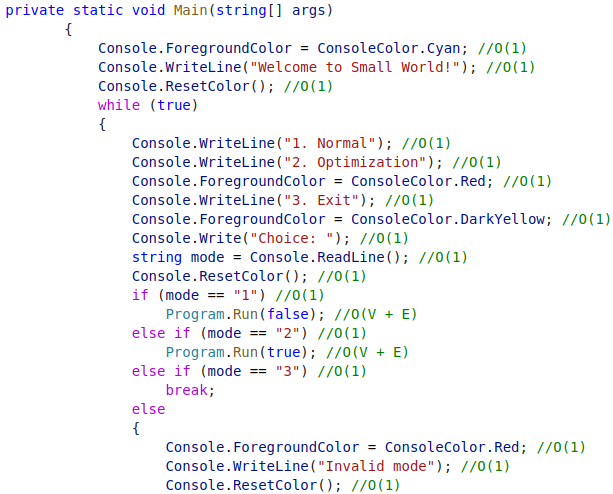 private static void Main(string[] args)
{
Console.ForegroundColor = ConsoleColor.Cyan; //O(1)
Console.WriteLine("Welcome to Small World!"); //O(1)
Console.ResetColor(); //O(1)
while (true)
{
Console.WriteLine("1. Normal"); //O(1)
Console.WriteLine("2. Optimization"); //O(1)
Console.ForegroundColor = ConsoleColor.Red; //O(1)
Console.WriteLine("3. Exit"); //O(1)
Console.ForegroundColor = ConsoleColor.DarkYellow; //O(1)
Console.Write("Choice: "); //O(1)
string mode = Console.ReadLine(); //O(1)
Console.ResetColor(); //O(1)
if (mode == "1") //O(1)
Program.Run(false); //O(V + E)
else if (mode == "2") //O(1)
Program.Run(true); //O(V + E)
else if (mode == "3") //O(1)
break;
else
{
Console.ForegroundColor = ConsoleColor.Red; //O(1)
Console.WriteLine("Invalid mode"); //O(1)
Console.ResetColor(); //O(1)